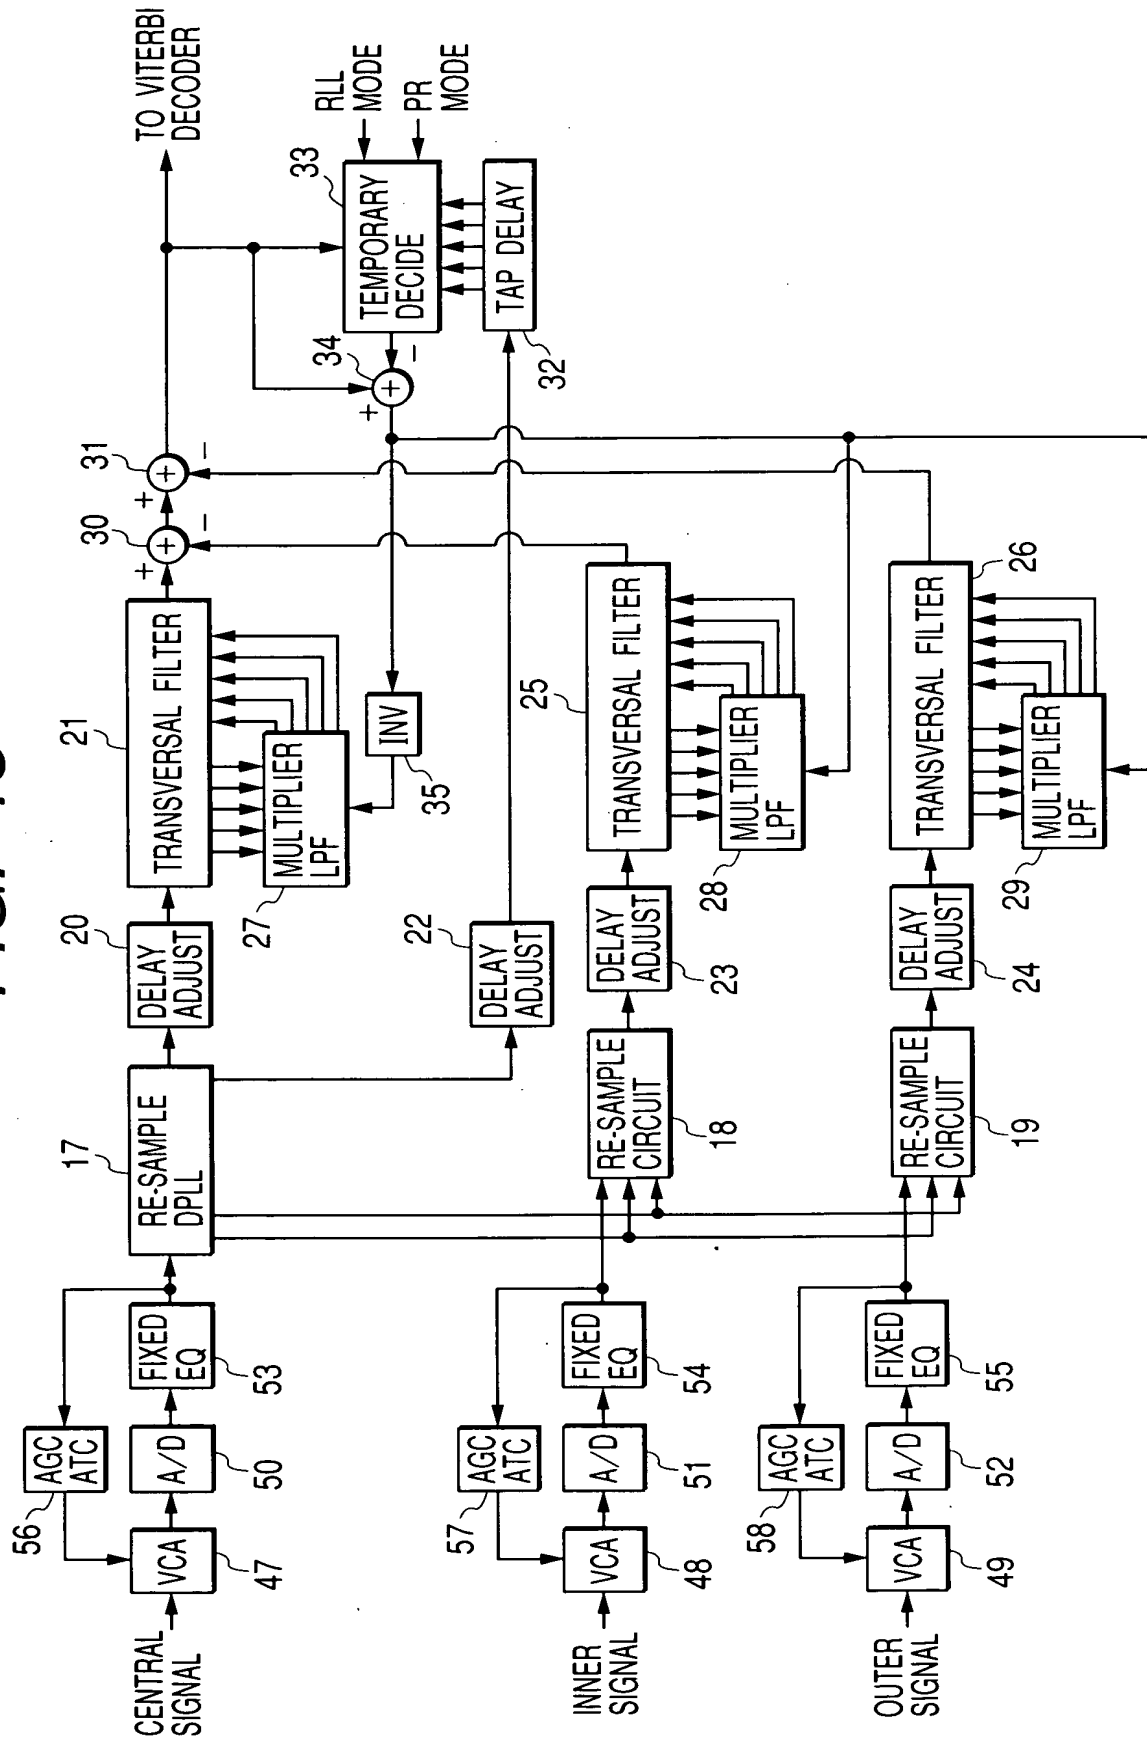 CENTRAL
SIGNAL
VCA
47
AGC
ATC
56
A/D
50
FIXED
EQ
53
RE-SAMPLE
DPLL
17
DELAY
ADJUST
20
TRANSVERSAL FILTER
21
MULTIPLIER
LPF
27
INV
35
+
30
+
−
+
31
+
−
TO VITERBI
DECODER
RLL
MODE
PR
MODE
TEMPORARY
DECIDE
33
+
34
+
−
TAP DELAY
32
DELAY
ADJUST
22
INNER
SIGNAL
VCA
48
AGC
ATC
57
A/D
51
FIXED
EQ
54
RE-SAMPLE
CIRCUIT
18
DELAY
ADJUST
23
TRANSVERSAL FILTER
25
MULTIPLIER
LPF
28
OUTER
SIGNAL
VCA
49
AGC
ATC
58
A/D
52
FIXED
EQ
55
RE-SAMPLE
CIRCUIT
19
DELAY
ADJUST
24
TRANSVERSAL FILTER
26
MULTIPLIER
LPF
29